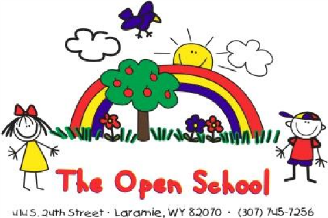 The Open School
S. 24th Street · Laramie, WY 82070 · (307) 745-7256